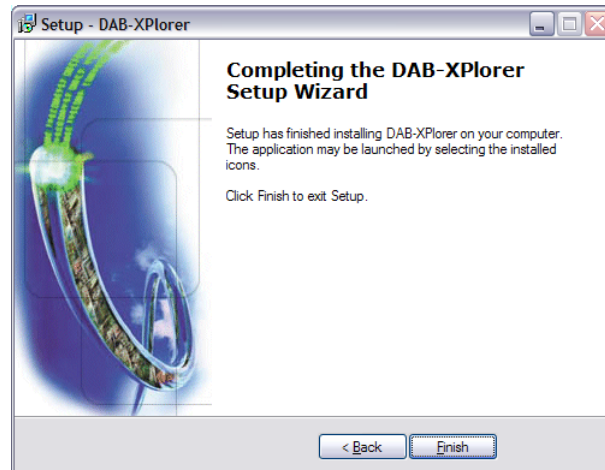 Setup - DAB-XPlorer
Completing the DAB-XPlorer
Setup Wizard
Setup has finished installing DAB-XPlorer on your computer.
The application may be launched by selecting the installed
icons.
Click Finish to exit Setup.
< Back
Finish